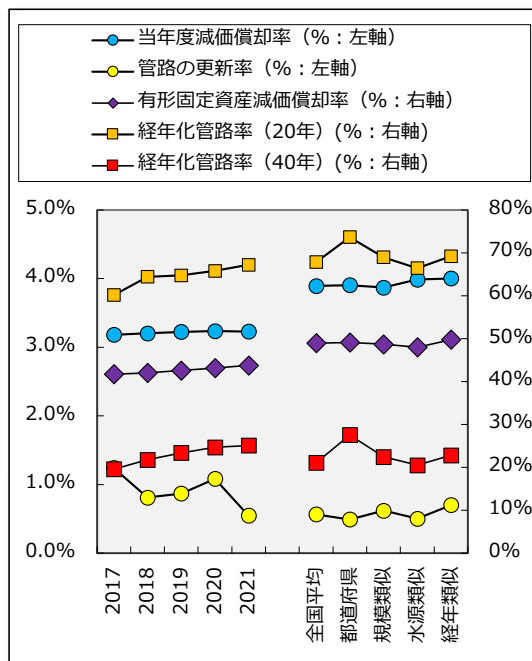 当年度減価償却率（%：左軸）
管路の更新率（%：左軸）
有形固定資産減価償却率（%：右軸）
経年化管路率（20年）(%：右軸)
経年化管路率（40年）(%：右軸)
5.0%
4.0%
3.0%
2.0%
1.0%
0.0%
80%
70%
60%
50%
40%
30%
20%
10%
0%
2017
2018
2019
2020
2021
全国平均
都道府県
規模類似
水源類似
経年類似